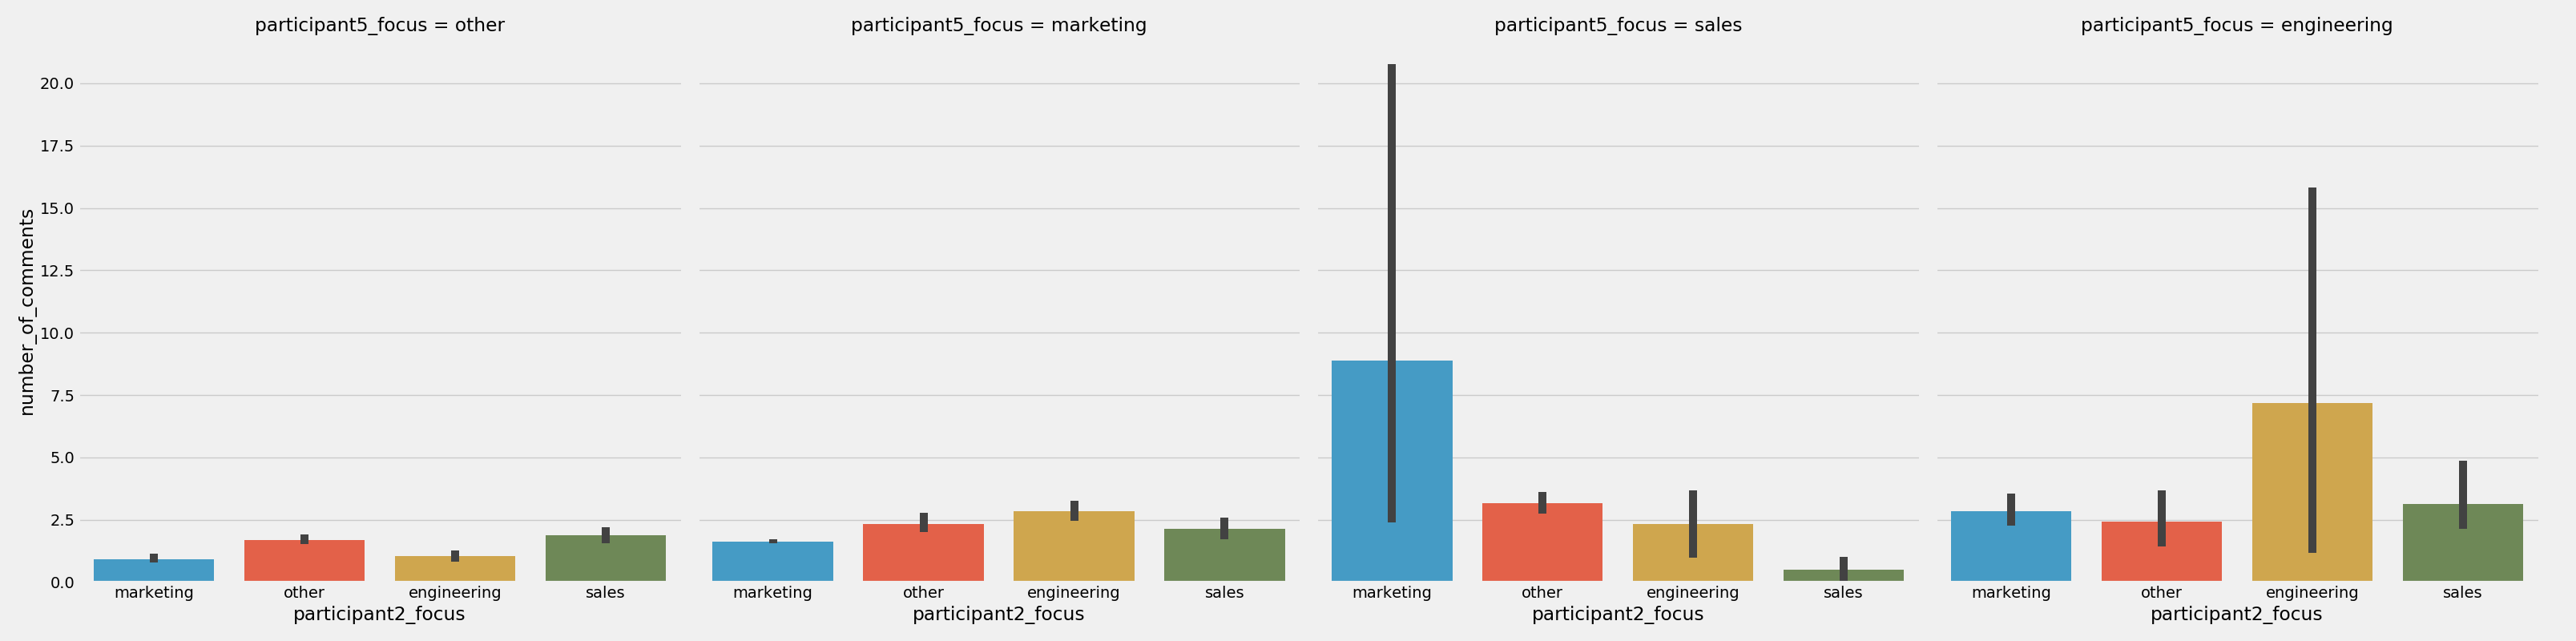 participant5_focus = other
participant5_focus = marketing
participant5_focus = sales
participant5_focus = engineering
number_of_comments
20.0
17.5
15.0
12.5
10.0
7.5
5.0
2.5
0.0
marketing other engineering sales
participant2_focus
marketing other engineering sales
participant2_focus
marketing other engineering sales
participant2_focus
marketing other engineering sales
participant2_focus